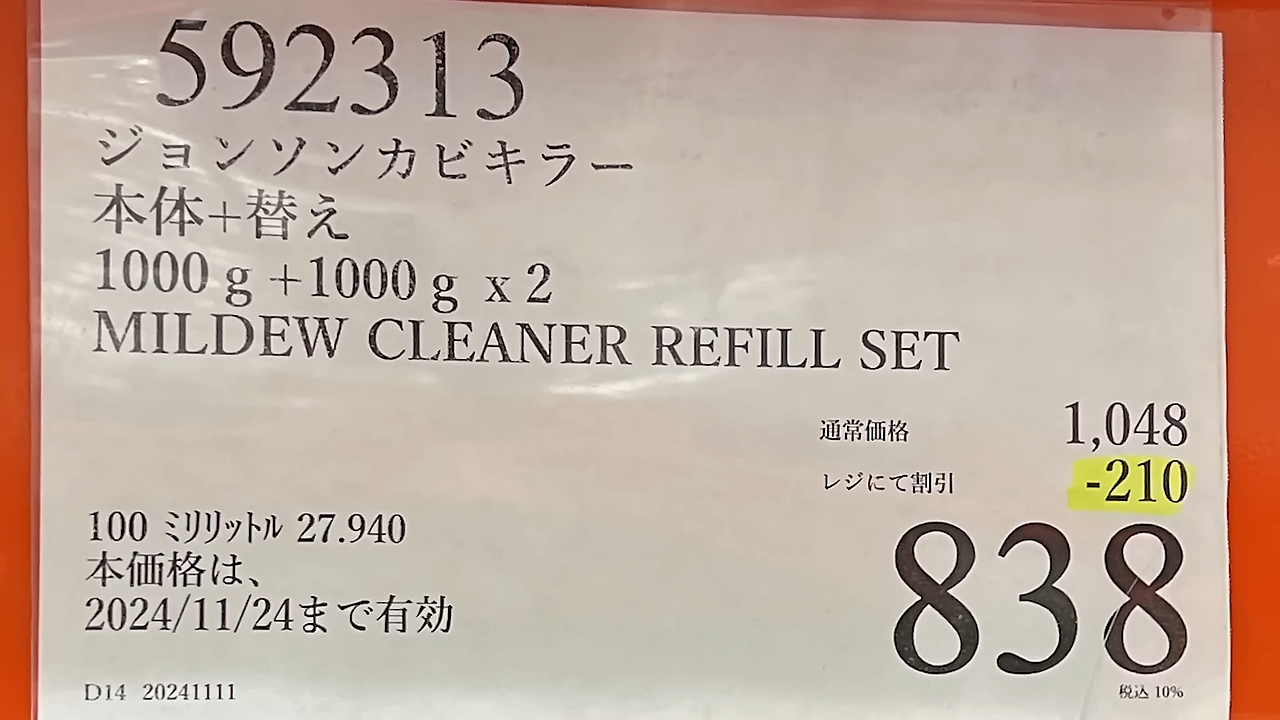 592313
ジョンソンカビキラー
本体+替え
1000 g +1000 g x 2
MILDEW CLEANER REFILL SET
通常価格 1,048
レジにて割引 -210
838
100 ミリリットル 27.940
本価格は、
2024/11/24まで有効
D14 20241111
税込 10%